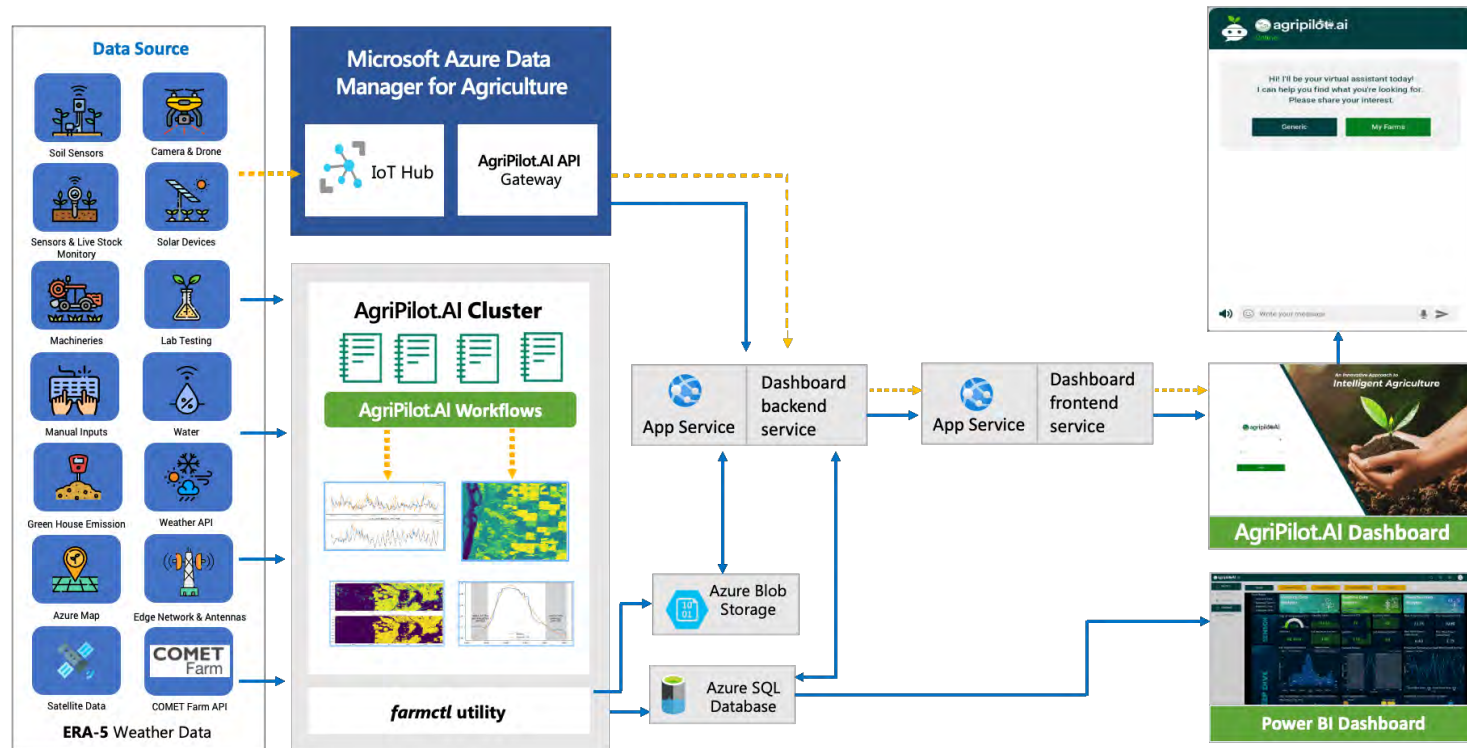 Data Source
Soil Sensors
Camera & Drone
Sensors & Live Stock
Monitory
Solar Devices
Machineries
Lab Testing
Manual Inputs
Water
Green House Emission
Weather API
Azure Map
Edge Network & Antennas
COMET
Farm
Satellite Data
COMET Farm API
ERA-5 Weather Data
Microsoft Azure Data
Manager for Agriculture
IoT Hub
AgriPilot.AI API
Gateway
AgriPilot.AI Cluster
AgriPilot.AI Workflows
farmctl utility
App Service
Dashboard
backend
service
App Service
Dashboard
frontend
service
10
01
Azure Blob
Storage
Azure SQL
Database
agripilot.ai
Hi! I'll be your virtual assistant today!
I can help you find what you're looking for.
Please share your interest.
Generic
My Farms
Write your message
An Innovative Approach to
Intelligent Agriculture
AgriPilot.AI Dashboard
Power BI Dashboard